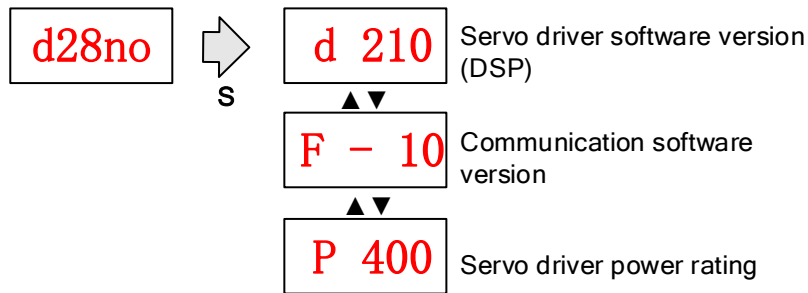 d28no
S
d 210
Servo driver software version
(DSP)
▲▼
F - 10
Communication software
version
▲▼
P 400
Servo driver power rating